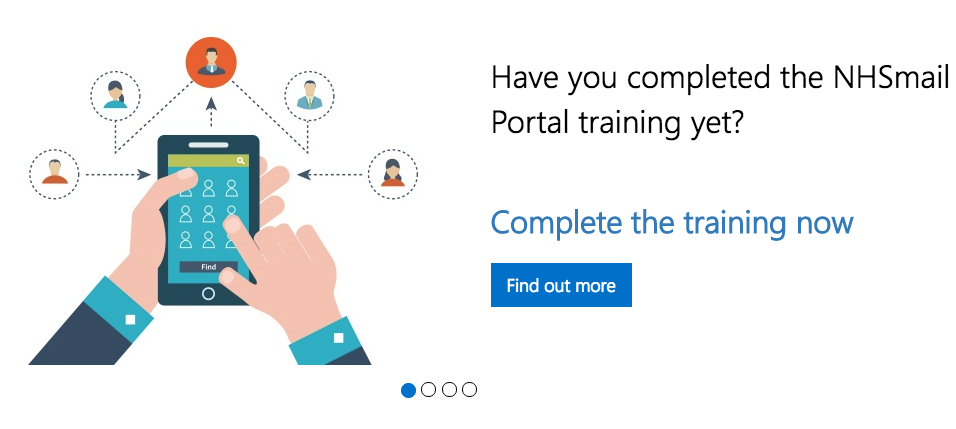 Have you completed the NHSmail
Portal training yet?
Complete the training now
Find out more
Find